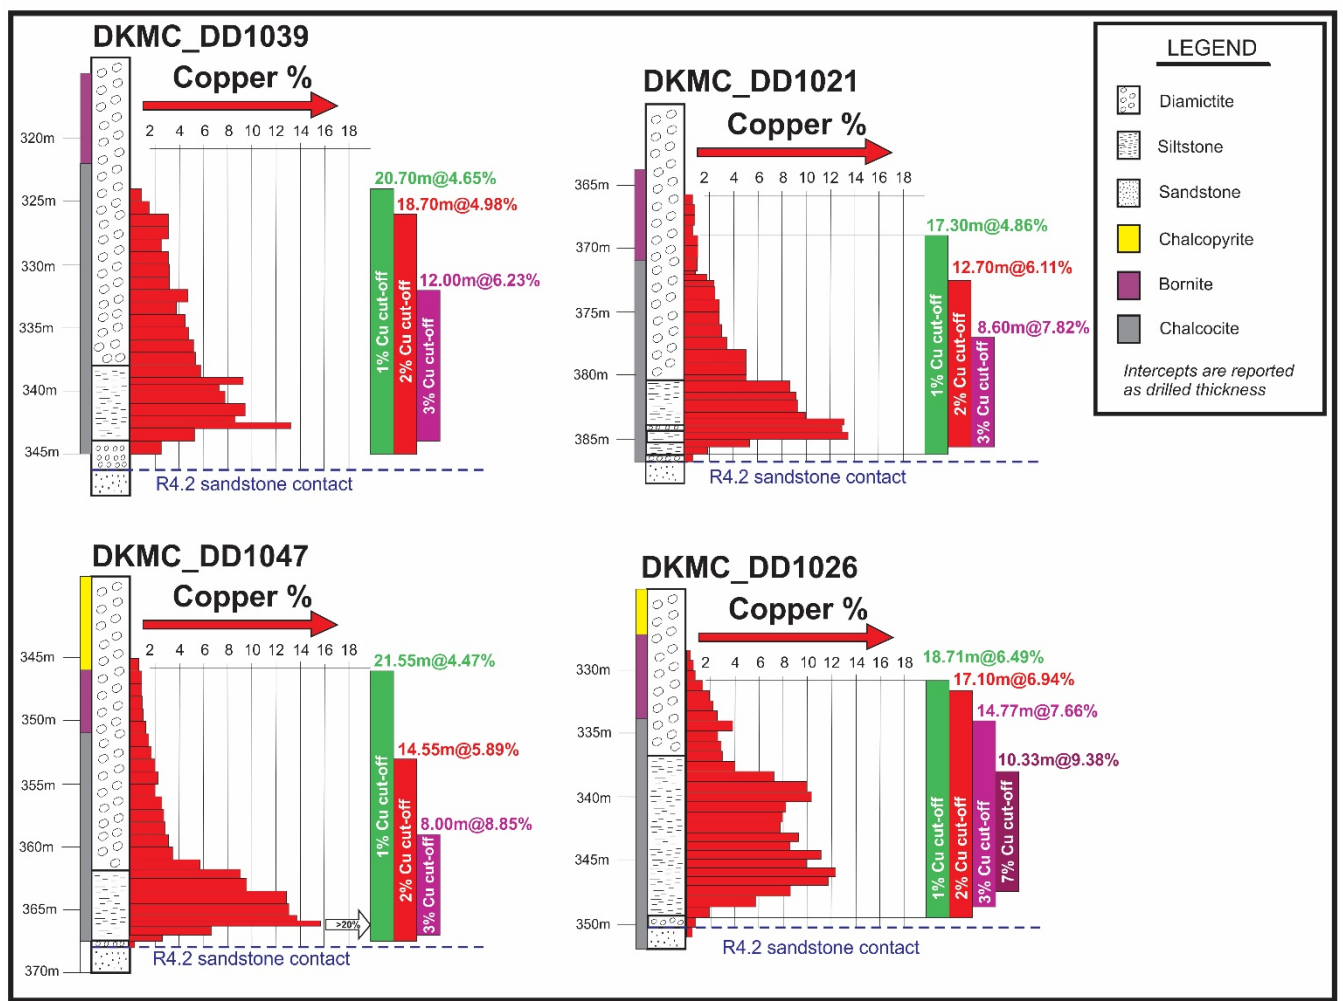 DKMC_DD1039
Copper %
2 4 6 8 10 12 14 16 18
320m
325m
330m
335m
340m
345m
20.70m@4.65%
18.70m@4.98%
12.00m@6.23%
1% Cu cut-off
2% Cu cut-off
3% Cu cut-off
R4.2 sandstone contact
DKMC_DD1021
Copper %
2 4 6 8 10 12 14 16 18
365m
370m
375m
380m
385m
17.30m@4.86%
12.70m@6.11%
8.60m@7.82%
1% Cu cut-off
2% Cu cut-off
3% Cu cut-off
R4.2 sandstone contact
LEGEND
Diamictite
Siltstone
Sandstone
Chalcopyrite
Bornite
Chalcocite
Intercepts are reported
as drilled thickness
DKMC_DD1047
Copper %
2 4 6 8 10 12 14 16 18
345m
350m
355m
360m
365m
370m
21.55m@4.47%
14.55m@5.89%
8.00m@8.85%
1% Cu cut-off
2% Cu cut-off
3% Cu cut-off
>20%
R4.2 sandstone contact
DKMC_DD1026
Copper %
2 4 6 8 10 12 14 16 18
330m
335m
340m
345m
350m
18.71m@6.49%
17.10m@6.94%
14.77m@7.66%
10.33m@9.38%
1% Cu cut-off
2% Cu cut-off
3% Cu cut-off
7% Cu cut-off
R4.2 sandstone contact